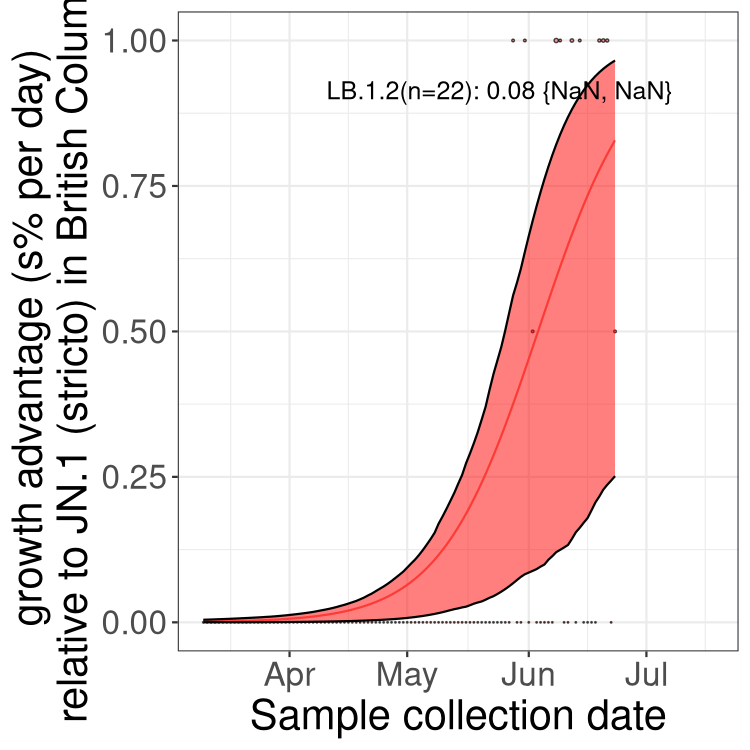 growth advantage (s% per day)
relative to JN.1 (stricto) in British Colum
1.00
0.75
0.50
0.25
0.00
LB.1.2(n=22): 0.08 {NaN, NaN}
Apr May Jun Jul
Sample collection date